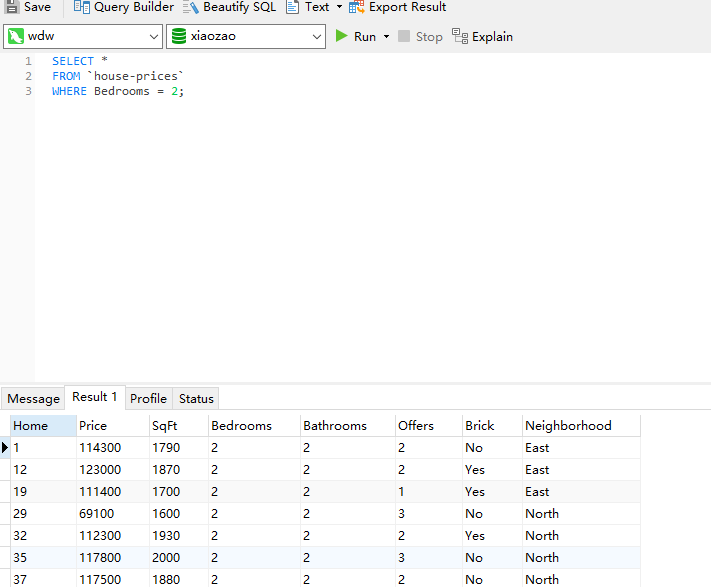 Save Query Builder Beautify SQL Text Export Result
wdw xiaozao Run Stop Explain
1 SELECT *
2 FROM `house-prices`
3 WHERE Bedrooms = 2;
Message Result 1 Profile Status
Home Price SqFt Bedrooms Bathrooms Offers Brick Neighborhood
1 114300 1790 2 2 2 No East
12 123000 1870 2 2 2 Yes East
19 111400 1700 2 2 1 Yes East
29 69100 1600 2 2 3 No North
32 112300 1930 2 2 2 Yes North
35 117800 2000 2 2 3 No North
37 117500 1880 2 2 2 No North